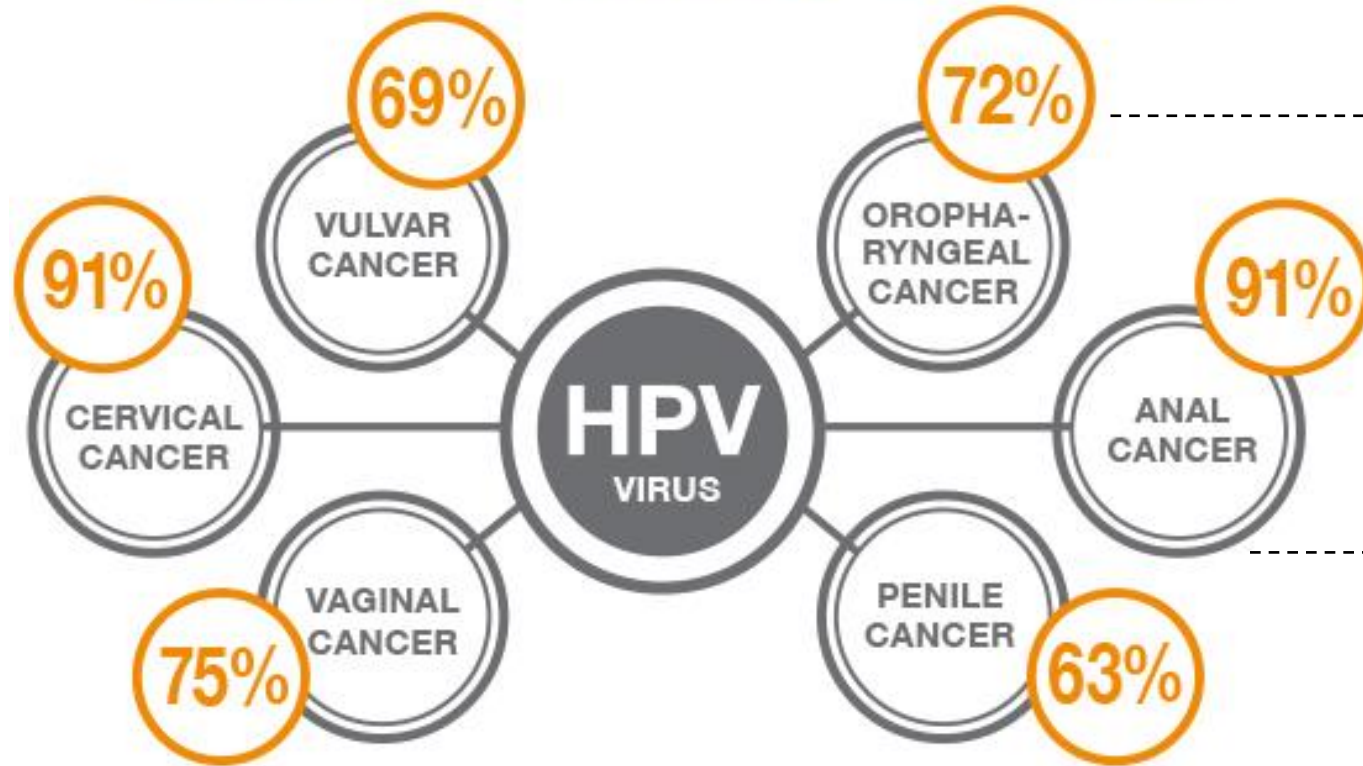 69%
VULVAR
CANCER
72%
OROPHA-
RYNGEAL
CANCER
91%
CERVICAL
CANCER
HPV
VIRUS
91%
ANAL
CANCER
75%
VAGINAL
CANCER
63%
PENILE
CANCER